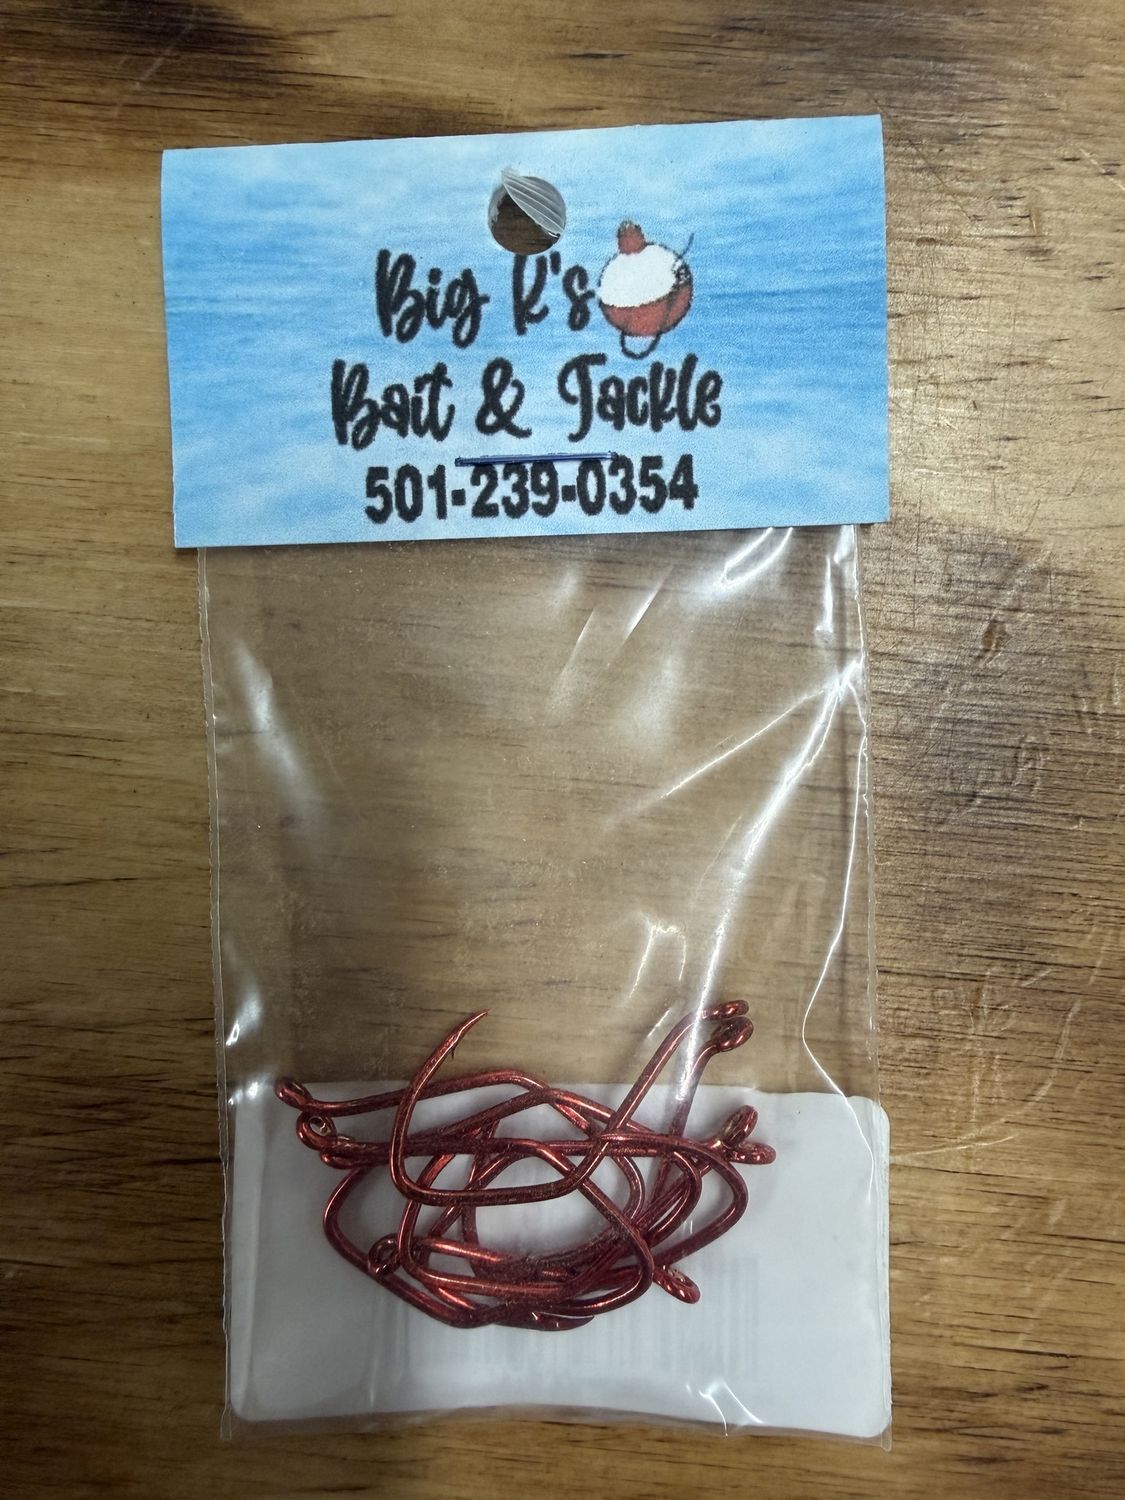 Big K's
Bait & Tackle
501-239-0354